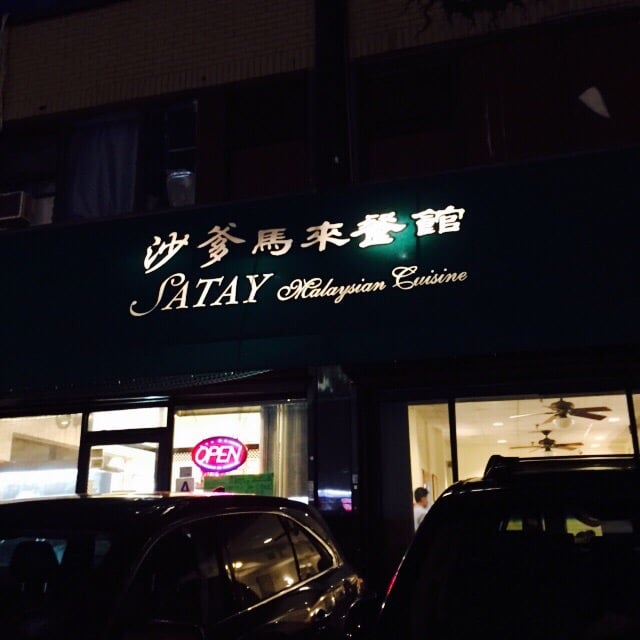 沙爹馬來餐館
SATAY Malaysian Cuisine
OPEN
A